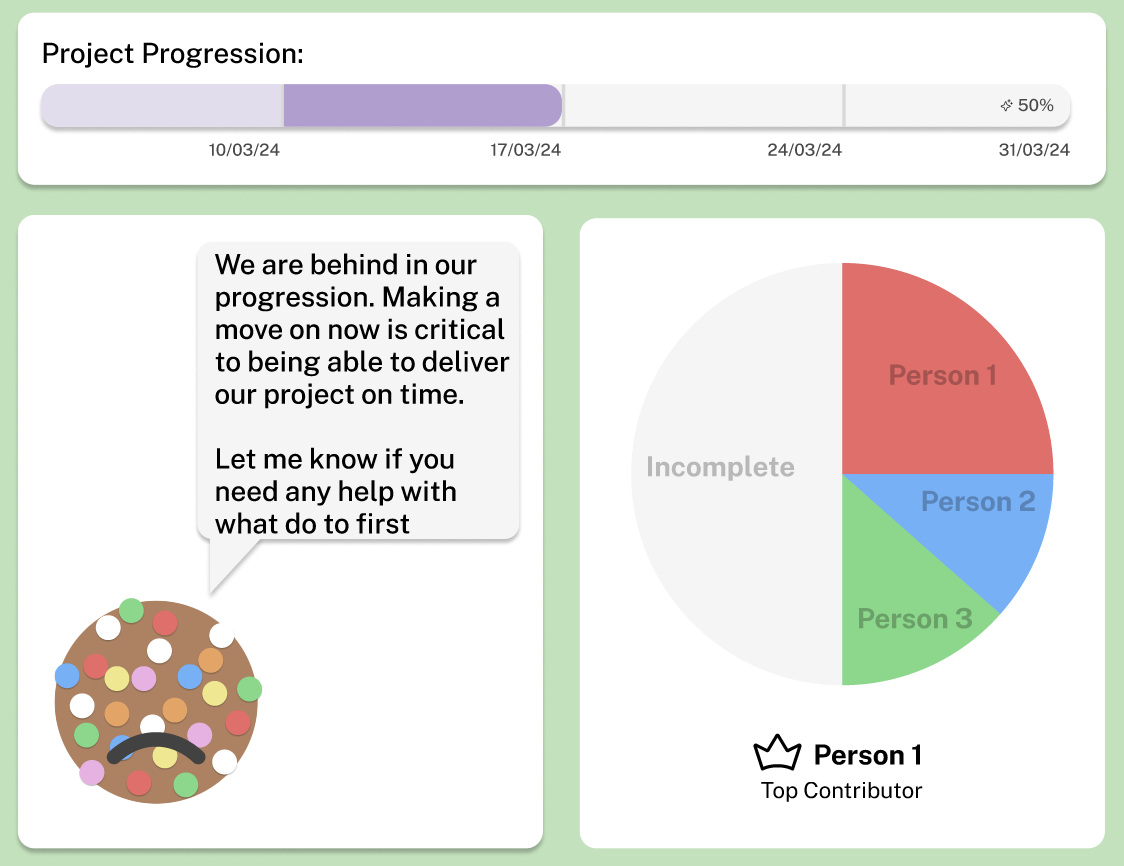 Project Progression:
50%
10/03/24
17/03/24
24/03/24
31/03/24
We are behind in our
progression. Making a
move on now is critical
to being able to deliver
our project on time.
Let me know if you
need any help with
what do to first
Person 1
Incomplete
Person 2
Person 3
Person 1
Top Contributor